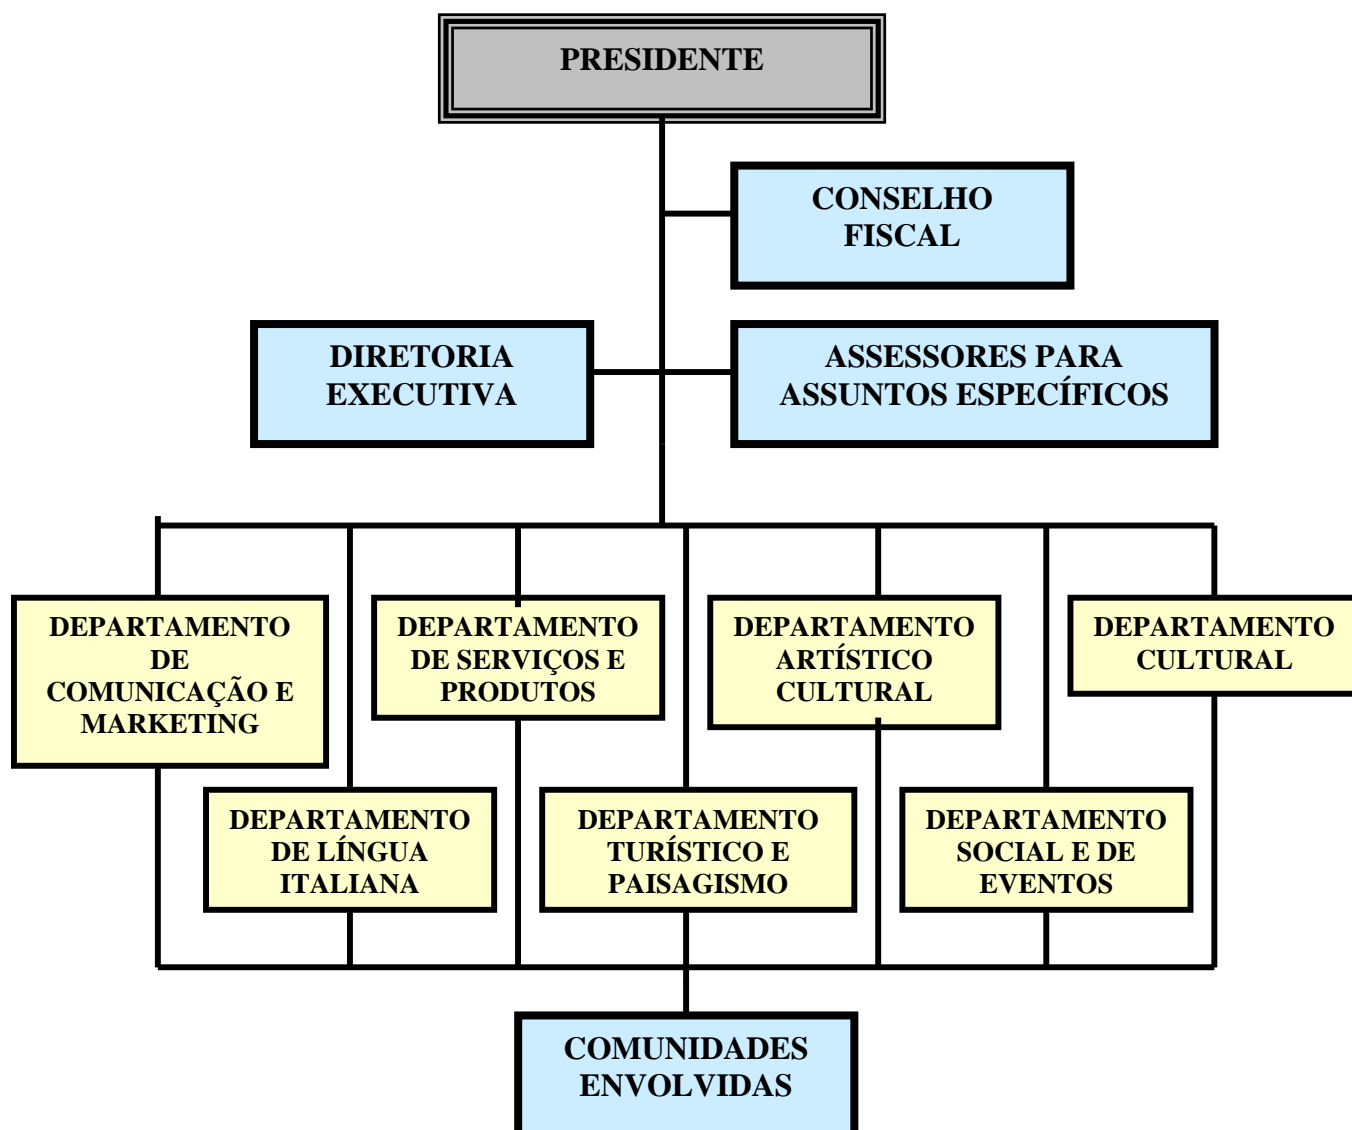 PRESIDENTE
CONSELHO
FISCAL
DIRETORIA
EXECUTIVA
ASSESSORES PARA
ASSUNTOS ESPECÍFICOS
DEPARTAMENTO
DE
COMUNICAÇÃO E
MARKETING
DEPARTAMENTO
DE SERVIÇOS E
PRODUTOS
DEPARTAMENTO
ARTÍSTICO
CULTURAL
DEPARTAMENTO
CULTURAL
DEPARTAMENTO
DE LÍNGUA
ITALIANA
DEPARTAMENTO
TURÍSTICO E
PAISAGISMO
DEPARTAMENTO
SOCIAL E DE
EVENTOS
COMUNIDADES
ENVOLVIDAS